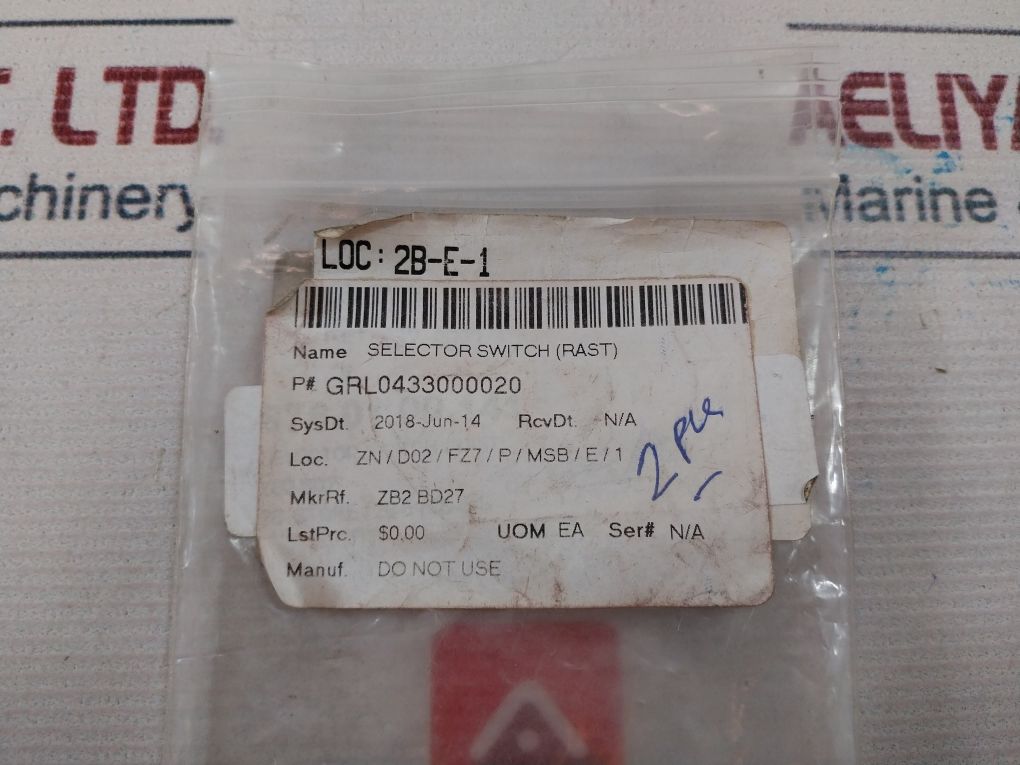 . LTD
AELIYA
chinery
Marine
LOC: 2B-E-1
Name SELECTOR SWITCH (RAST)
P# GRL0433000020
SysDt. 2018-Jun-14 RcvDt. N/A
Loc. ZN / D02 / FZ7 / P / MSB / E / 1
MkrRf. ZB2 BD27
LstPrc. $0.00 UOM EA Ser# N/A
Manuf. DO NOT USE
2